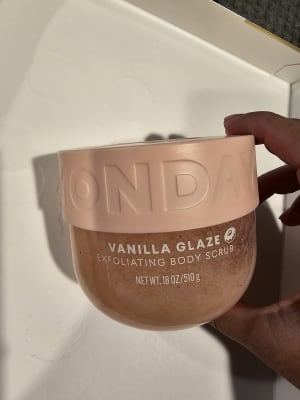 ONDA
VANILLA GLAZE
EXFOLIATING BODY SCRUB
NET WT. 18 OZ/510 g